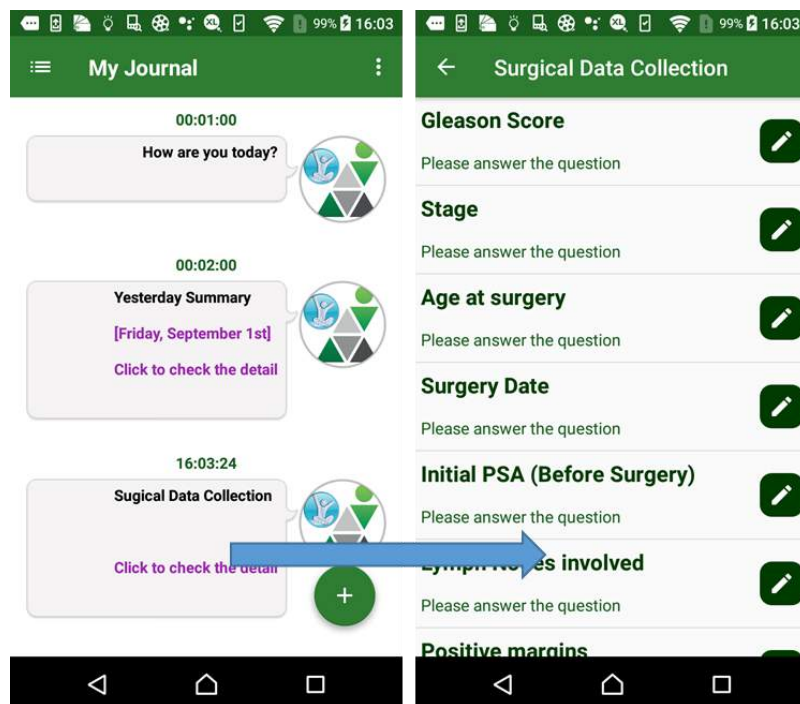 99% 16:03
My Journal
00:01:00
How are you today?
00:02:00
Yesterday Summary
[Friday, September 1st]
Click to check the detail
16:03:24
Sugical Data Collection
Click to check the detail
+
XL 99% 16:03
Surgical Data Collection
Gleason Score
Please answer the question
Stage
Please answer the question
Age at surgery
Please answer the question
Surgery Date
Please answer the question
Initial PSA (Before Surgery)
Please answer the question
Lymph Nodes involved
Please answer the question
Positive margins